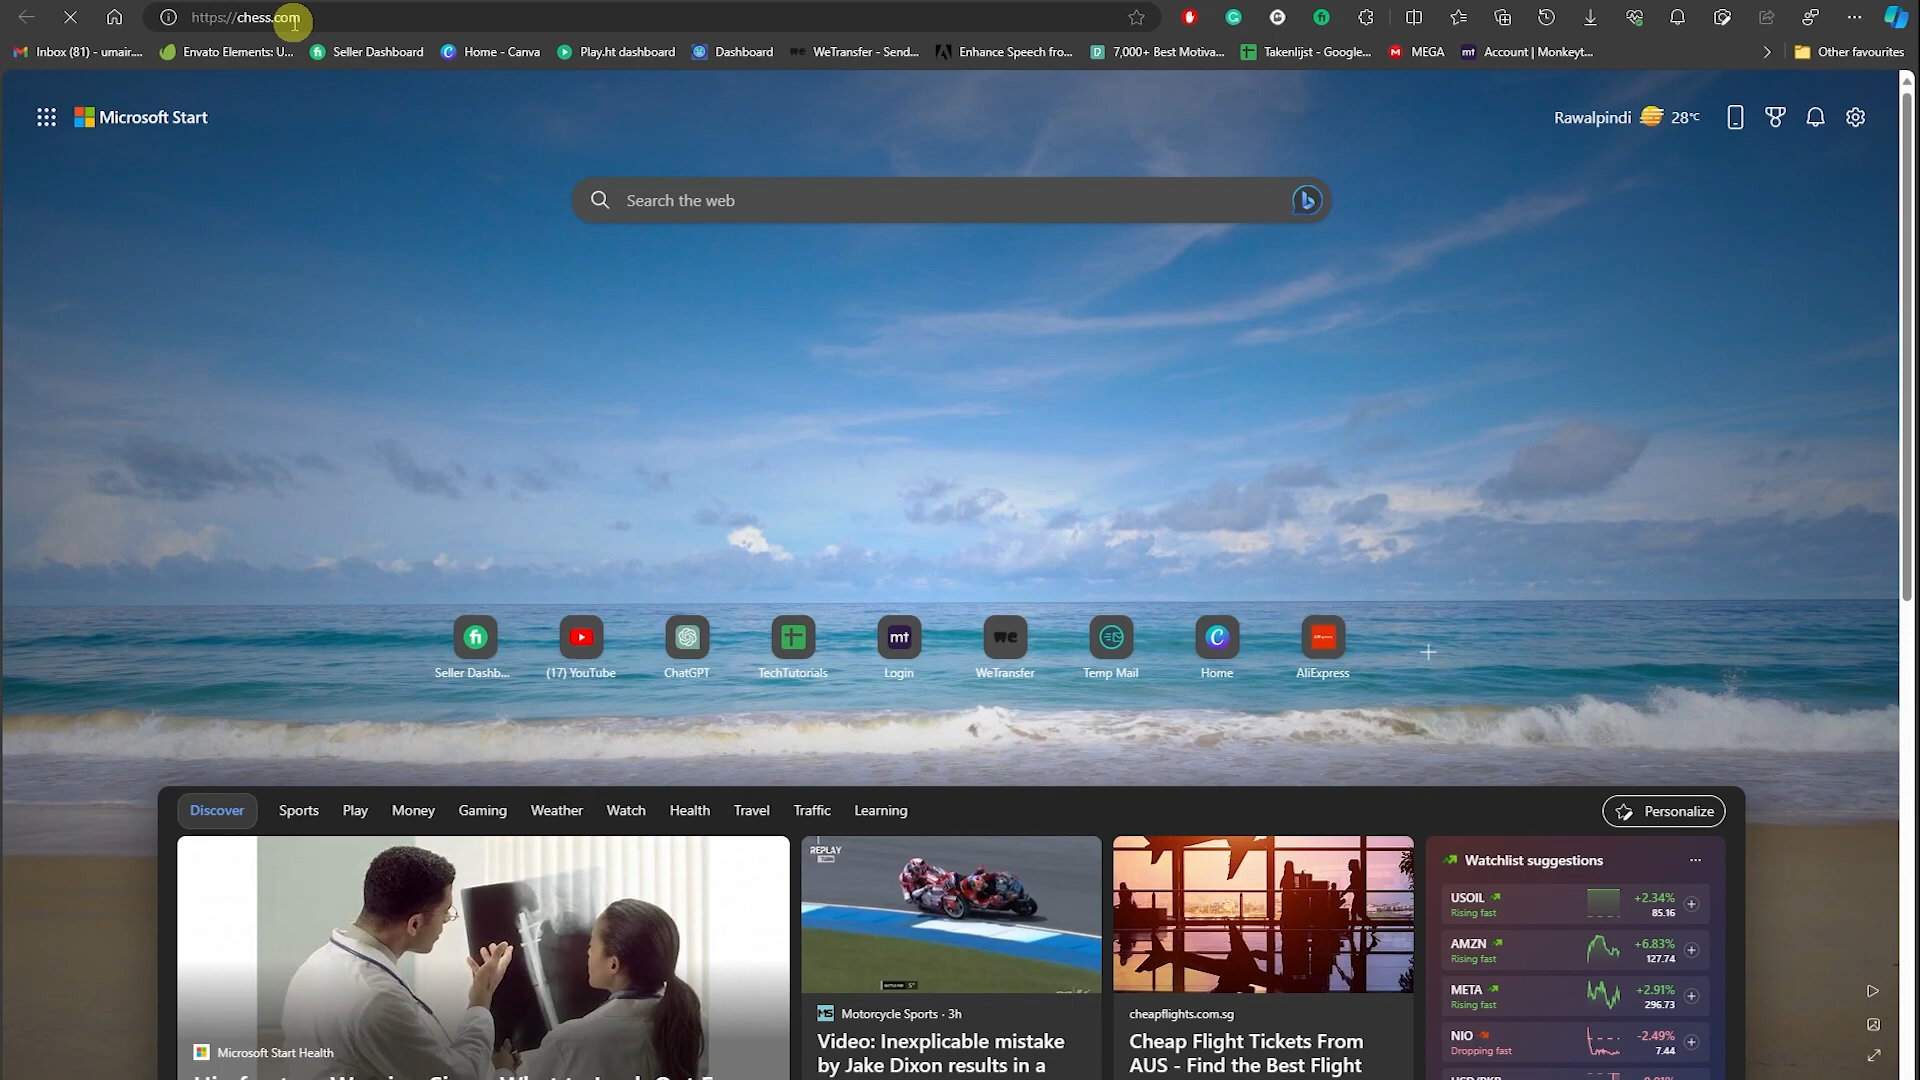 https://chess.com
Inbox (81) - umair....
Envato Elements: U...
Seller Dashboard
Home - Canva
Play.ht dashboard
Dashboard
WeTransfer - Send...
Enhance Speech fro...
7,000+ Best Motiva...
Takenlijst - Google...
MEGA
mt Account | Monkeyt...
Other favourites
Microsoft Start
Rawalpindi 28°C
Search the web
Seller Dashb...
(17) YouTube
ChatGPT
TechTutorials
mt
Login
we
WeTransfer
Temp Mail
Home
AliExpress
Discover
Sports
Play
Money
Gaming
Weather
Watch
Health
Travel
Traffic
Learning
Personalize
Microsoft Start Health
REPLAY
MS Motorcycle Sports · 3h
Video: Inexplicable mistake
by Jake Dixon results in a
cheapflights.com.sg
Cheap Flight Tickets From
AUS - Find the Best Flight
Watchlist suggestions
USOIL +2.34%
Rising fast 85.16
AMZN +6.83%
Rising fast 127.74
META +2.91%
Rising fast 296.73
NIO -2.49%
Dropping fast 7.44